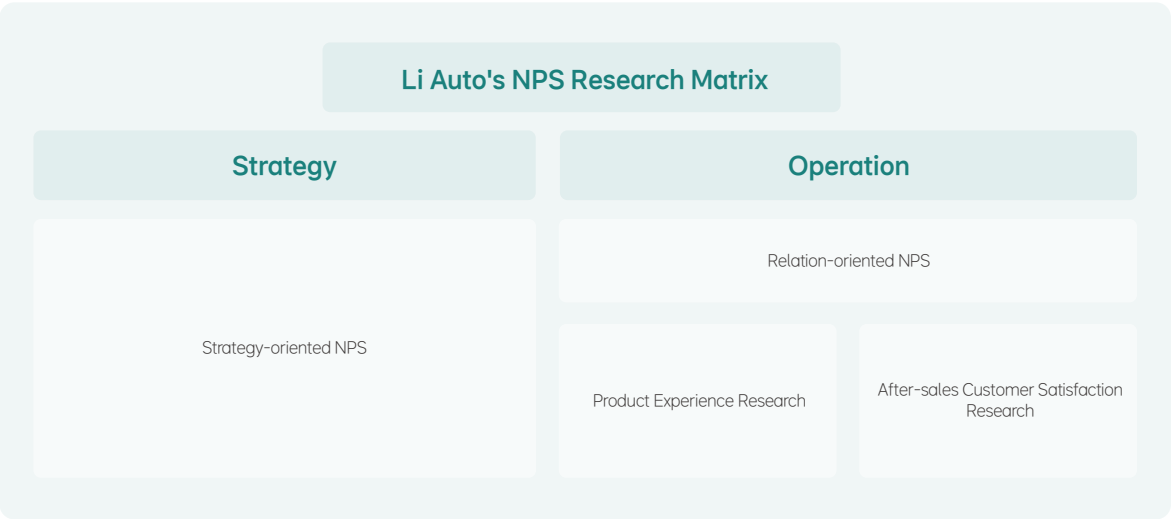 Li Auto's NPS Research Matrix
Strategy
Operation
Strategy-oriented NPS
Relation-oriented NPS
Product Experience Research
After-sales Customer Satisfaction
Research